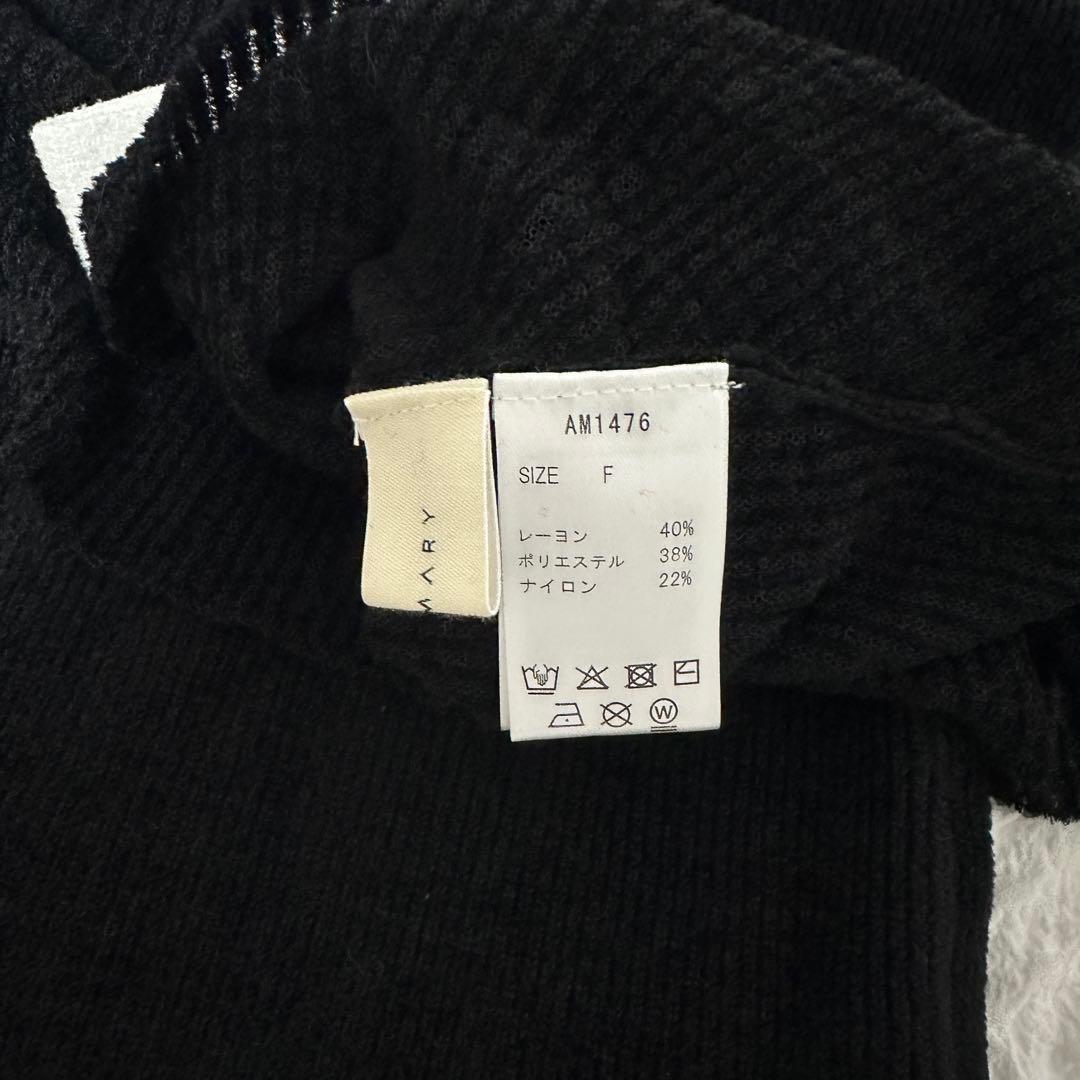 MARY
AM1476
SIZE F
レーヨン 40%
ポリエステル 38%
ナイロン 22%
W